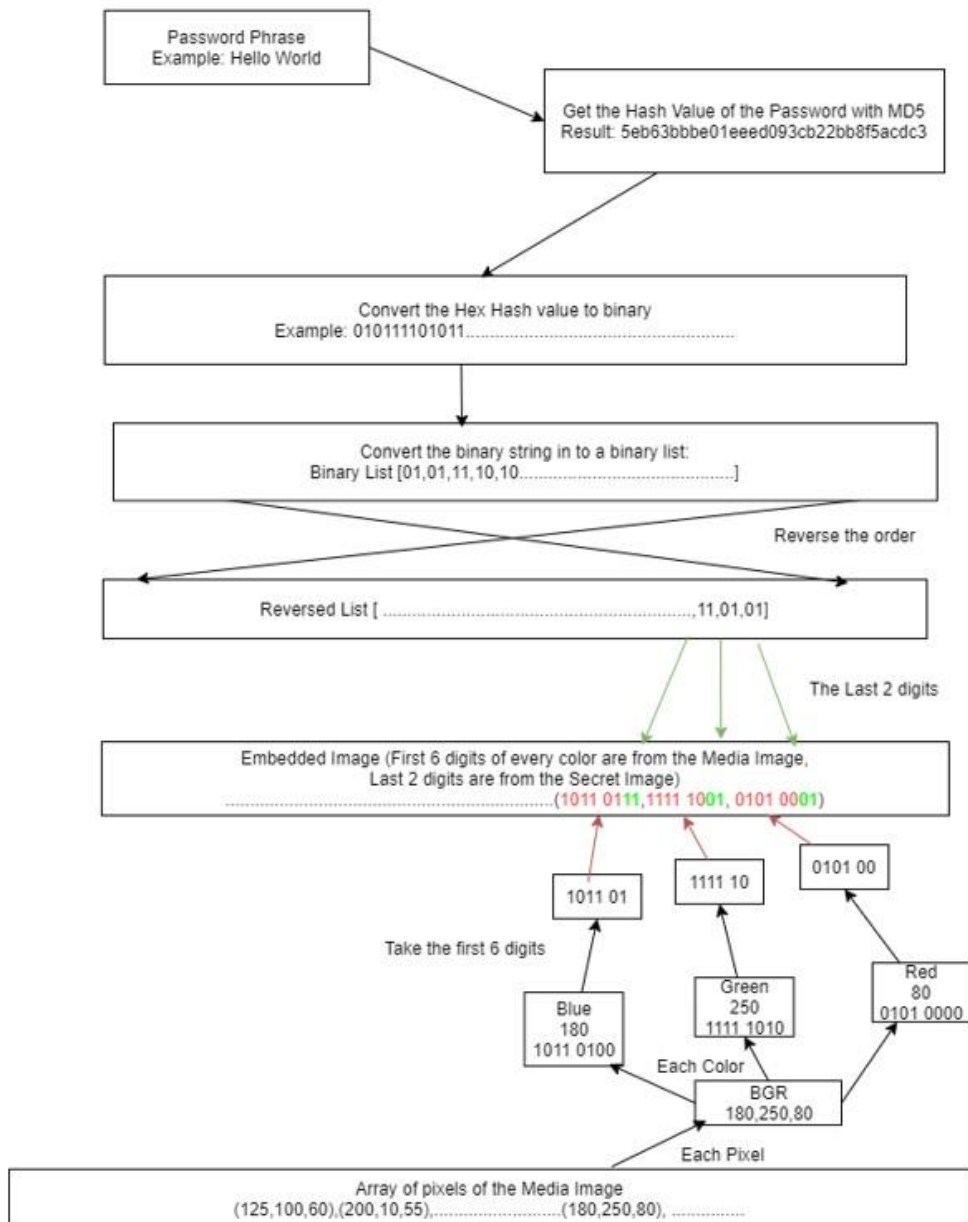 Password Phrase
Example: Hello World
Get the Hash Value of the Password with MD5
Result: 5eb63bbbe01eeed093cb22bb8f5acdc3
Convert the Hex Hash value to binary
Example: 010111101011............................................................
Convert the binary string in to a binary list:
Binary List [01,01,11,10,10................................................]
Reverse the order
Reversed List [ .....................................................................,11,01,01]
The Last 2 digits
Embedded Image (First 6 digits of every color are from the Media Image,
Last 2 digits are from the Secret Image)
..........................................................................(1011 0111,1111 1001, 0101 0001)
0101 00
1111 10
1011 01
Take the first 6 digits
Red
80
0101 0000
Green
250
1111 1010
Blue
180
1011 0100
Each Color
BGR
180,250,80
Each Pixel
Array of pixels of the Media Image
(125,100,60),(200,10,55),.............................(180,250,80), ................